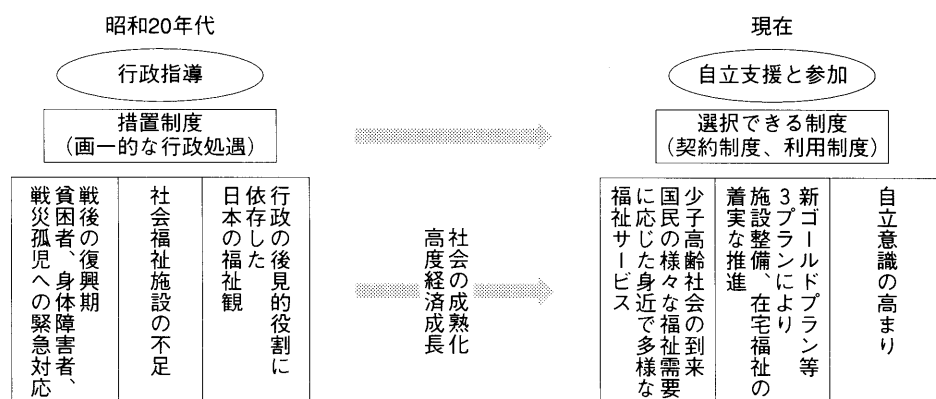 昭和20年代
行政指導
措置制度
(画一的な行政処遇)
戦後の復興期
貧困者、身体障害者、
戦災孤児への緊急対応
社会福祉施設の不足
行政の後見的役割に
依存した
日本の福祉観
社会の成熟化
高度経済成長
現在
自立支援と参加
選択できる制度
(契約制度、利用制度)
少子高齢社会の到来
国民の様々な福祉需要
に応じた身近で多様な
福祉サービス
新ゴールドプラン等
3プランにより
施設整備、在宅福祉の
着実な推進
自立意識の高まり